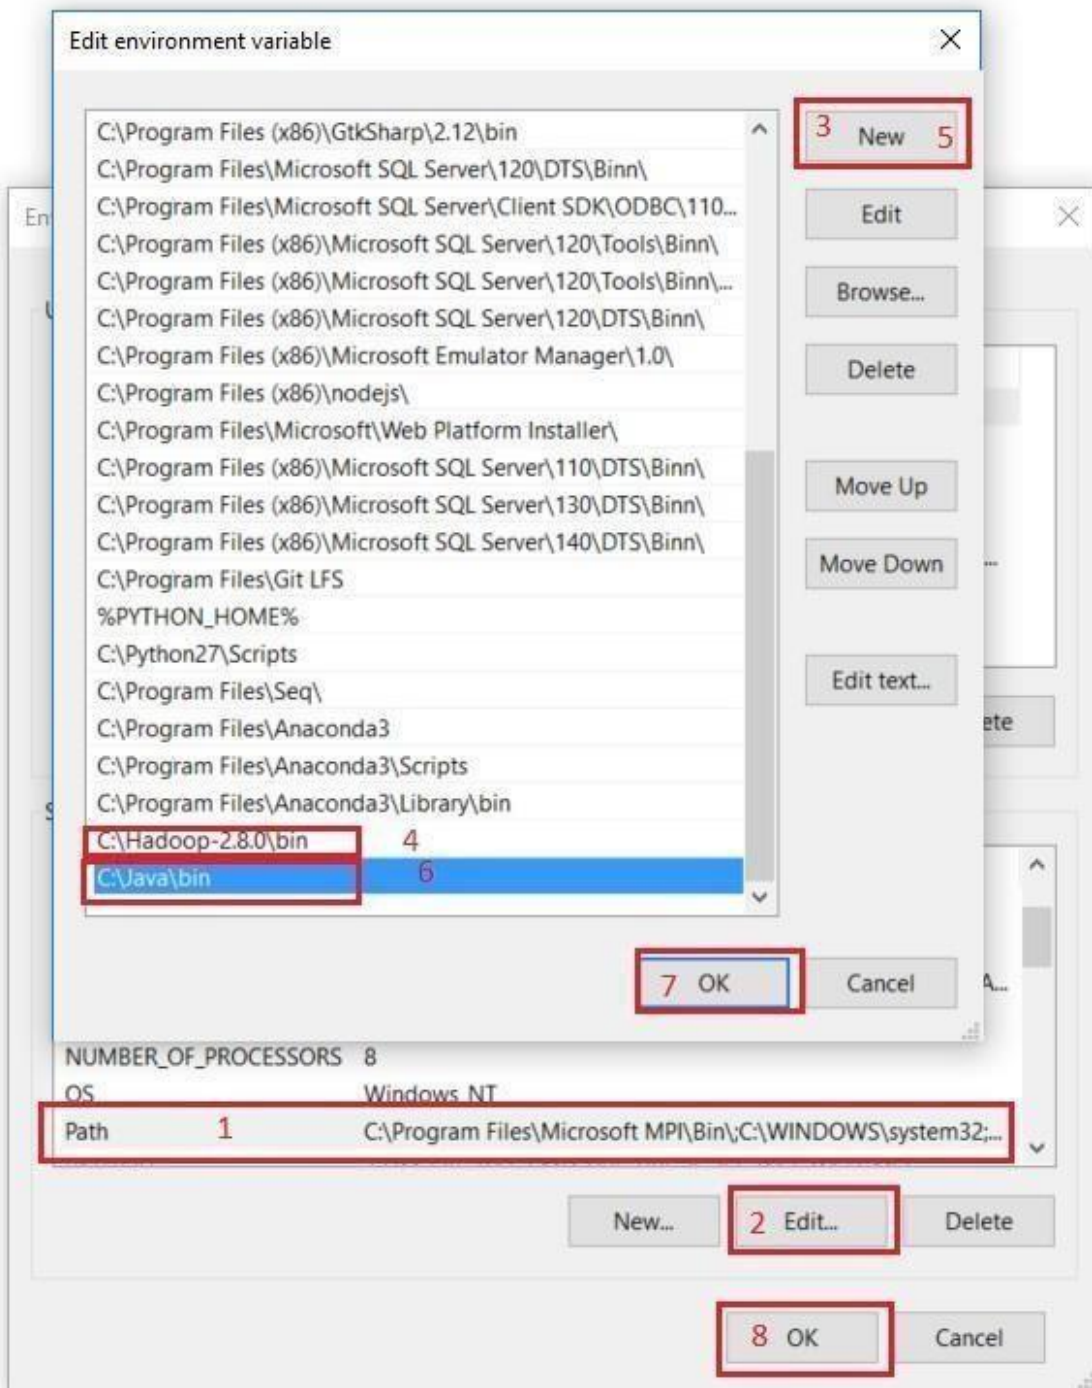 Edit environment variable
C:\Program Files (x86)\GtkSharp\2.12\bin
C:\Program Files\Microsoft SQL Server\120\DTS\Binn\
C:\Program Files\Microsoft SQL Server\Client SDK\ODBC\110...
C:\Program Files (x86)\Microsoft SQL Server\120\Tools\Binn\
C:\Program Files (x86)\Microsoft SQL Server\120\Tools\Binn\...
C:\Program Files (x86)\Microsoft SQL Server\120\DTS\Binn\
C:\Program Files (x86)\Microsoft Emulator Manager\1.0\
C:\Program Files (x86)\nodejs\
C:\Program Files\Microsoft\Web Platform Installer\
C:\Program Files (x86)\Microsoft SQL Server\110\DTS\Binn\
C:\Program Files (x86)\Microsoft SQL Server\130\DTS\Binn\
C:\Program Files (x86)\Microsoft SQL Server\140\DTS\Binn\
C:\Program Files\Git LFS
%PYTHON_HOME%
C:\Python27\Scripts
C:\Program Files\Seq\
C:\Program Files\Anaconda3
C:\Program Files\Anaconda3\Scripts
C:\Program Files\Anaconda3\Library\bin
C:\Hadoop-2.8.0\bin 4
C:\Java\bin 6
3 New 5
Edit
Browse...
Delete
Move Up
Move Down
Edit text...
7 OK
Cancel
En
ete
A...
NUMBER_OF_PROCESSORS 8
OS Windows_NT
Path 1 C:\Program Files\Microsoft MPI\Bin\;C:\WINDOWS\system32;...
New...
2 Edit...
Delete
8 OK
Cancel